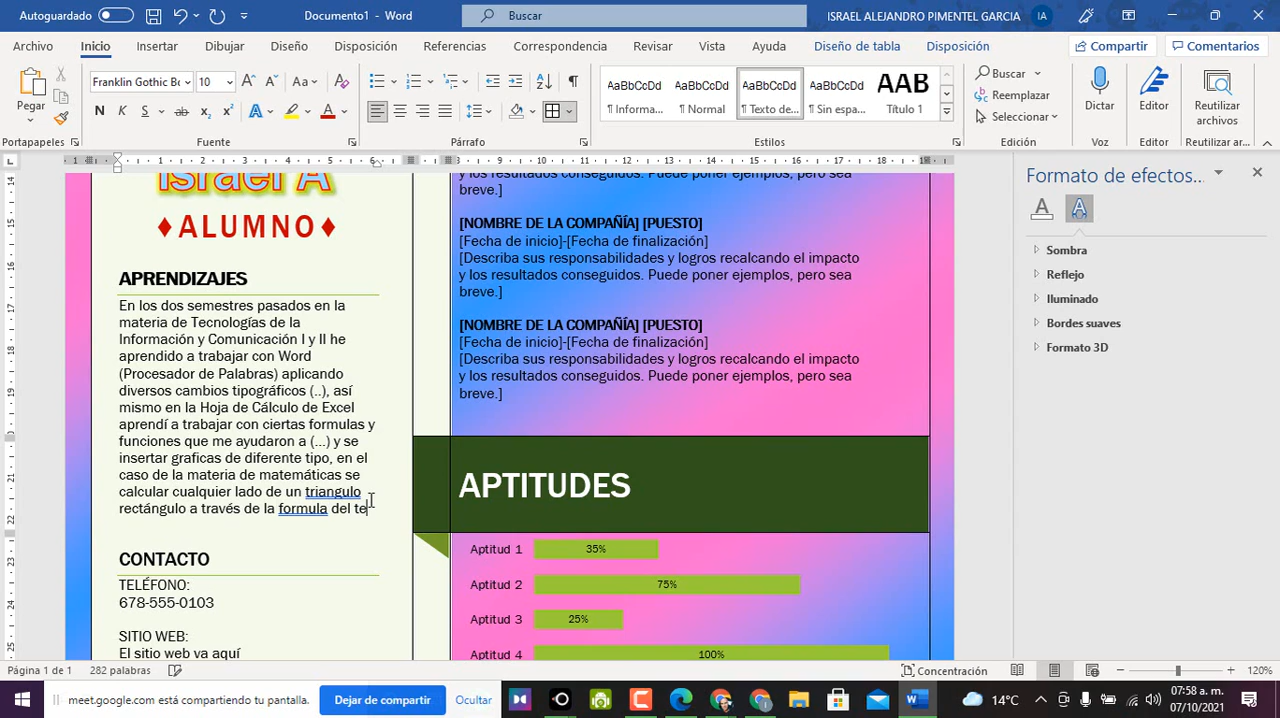 Autoguardado
Documento1 - Word
Buscar
ISRAEL ALEJANDRO PIMENTEL GARCIA
IA
Archivo Inicio Insertar Dibujar Diseño Disposición Referencias Correspondencia Revisar Vista Ayuda Diseño de tabla Disposición
Compartir
Comentarios
Pegar
Franklin Gothic Bo
10
Aa
N K S ab x₂ x² A A
AaBbCcDd AaBbCcDd AaBbCcDd AaBbCcDd AAB
¶ Informa... ¶ Normal ¶ Texto de... ¶ Sin espa... ¶ Título 1
Buscar
Reemplazar
Seleccionar
Dictar
Editor
Reutilizar
archivos
Portapapeles Fuente Párrafo Estilos Edición Voz Editor Reutilizar ar...
Israel A
♦ALUMNO♦
APRENDIZAJES
En los dos semestres pasados en la
materia de Tecnologías de la
Información y Comunicación I y II he
aprendido a trabajar con Word
(Procesador de Palabras) aplicando
diversos cambios tipográficos (..), así
mismo en la Hoja de Cálculo de Excel
aprendí a trabajar con ciertas formulas y
funciones que me ayudaron a (...) y se
insertar graficas de diferente tipo, en el
caso de la materia de matemáticas se
calcular cualquier lado de un triangulo
rectángulo a través de la formula del te
CONTACTO
TELÉFONO:
678-555-0103
SITIO WEB:
El sitio web va aquí
y los resultados conseguidos. Puede poner ejemplos, pero sea
breve.]
[NOMBRE DE LA COMPAÑÍA] [PUESTO]
[Fecha de inicio]-[Fecha de finalización]
[Describa sus responsabilidades y logros recalcando el impacto
y los resultados conseguidos. Puede poner ejemplos, pero sea
breve.]
[NOMBRE DE LA COMPAÑÍA] [PUESTO]
[Fecha de inicio]-[Fecha de finalización]
[Describa sus responsabilidades y logros recalcando el impacto
y los resultados conseguidos. Puede poner ejemplos, pero sea
breve.]
APTITUDES
Aptitud 1 35%
Aptitud 2 75%
Aptitud 3 25%
Aptitud 4 100%
Formato de efectos...
Sombra
Reflejo
Iluminado
Bordes suaves
Formato 3D
Página 1 de 1 282 palabras
Concentración
120%
meet.google.com está compartiendo tu pantalla.
Dejar de compartir
Ocultar
14°C
07:58 a. m.
07/10/2021